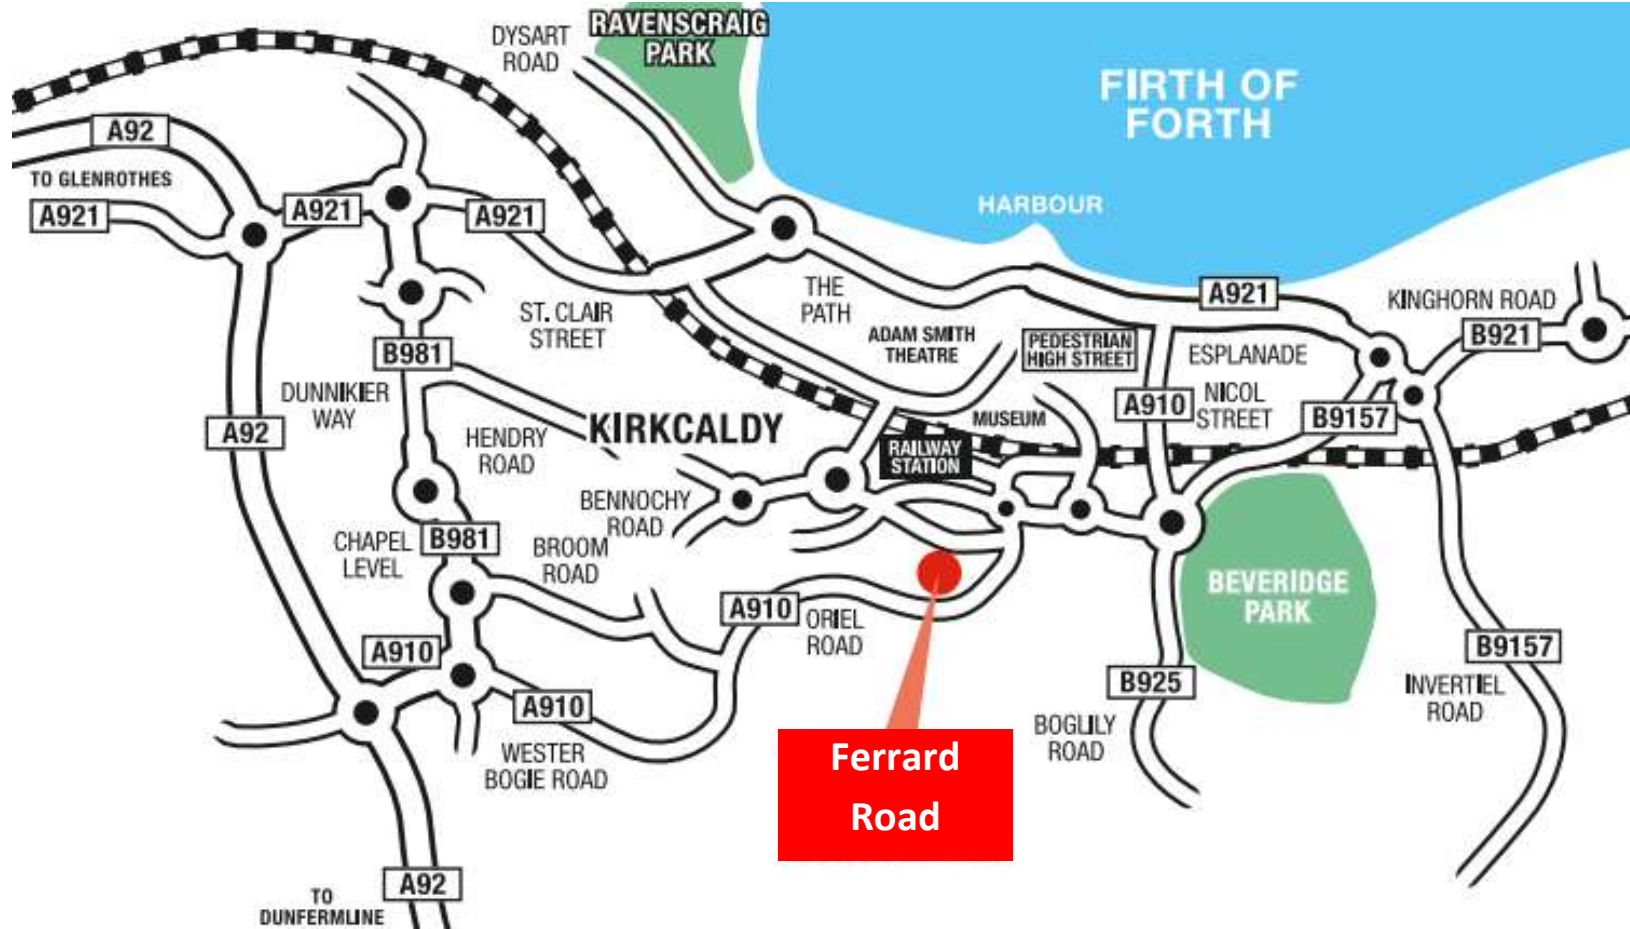 RAVENSCRAIG
PARK
DYSART
ROAD
FIRTH OF
FORTH
A92
TO GLENROTHES
A921
A921
A921
HARBOUR
THE
PATH
ST. CLAIR
STREET
A921
KINGHORN ROAD
B921
ADAM SMITH
THEATRE
PEDESTRIAN
HIGH STREET
ESPLANADE
B981
DUNNIKIER
WAY
A910
NICOL
STREET
B9157
MUSEUM
A92
HENDRY
ROAD
KIRKCALDY
RAILWAY
STATION
BENNOCHY
ROAD
CHAPEL
LEVEL
B981
BROOM
ROAD
BEVERIDGE
PARK
A910
ORIEL
ROAD
A910
B9157
B925
INVERTIEL
ROAD
A910
BOGLILY
ROAD
WESTER
BOGIE ROAD
Ferrard
Road
A92
TO
DUNFERMLINE